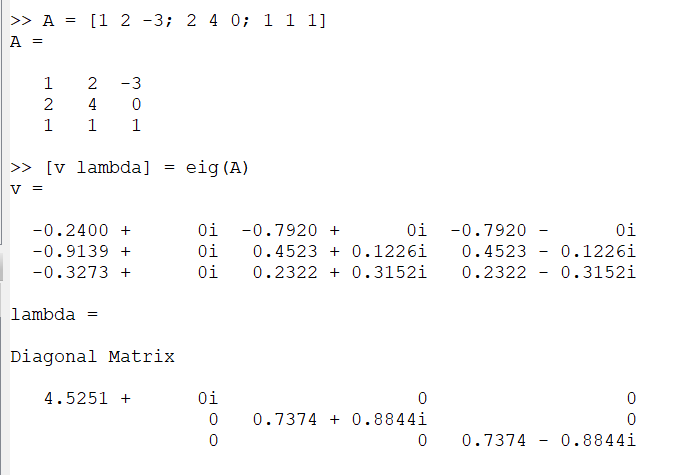 >> A = [1 2 -3; 2 4 0; 1 1 1]
A =
1 2 -3
2 4 0
1 1 1
>> [v lambda] = eig(A)
v =
-0.2400 + 0i -0.7920 + 0i -0.7920 - 0i
-0.9139 + 0i 0.4523 + 0.1226i 0.4523 - 0.1226i
-0.3273 + 0i 0.2322 + 0.3152i 0.2322 - 0.3152i
lambda =
Diagonal Matrix
4.5251 + 0i 0 0
0 0.7374 + 0.8844i 0
0 0 0.7374 - 0.8844i